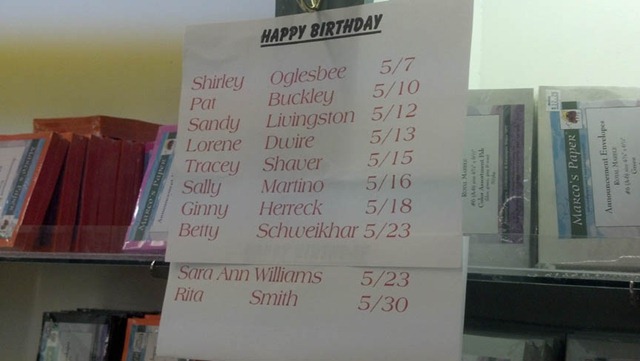 HAPPY BIRTHDAY
Shirley Oglesbee 5/7
Pat Buckley 5/10
Sandy Livingston 5/12
Lorene Dwire 5/13
Tracey Shaver 5/15
Sally Martino 5/16
Ginny Herreck 5/18
Betty Schweikhar 5/23
Sara Ann Williams 5/23
Rita Smith 5/30
Marco's Paper
Announcement Envelopes